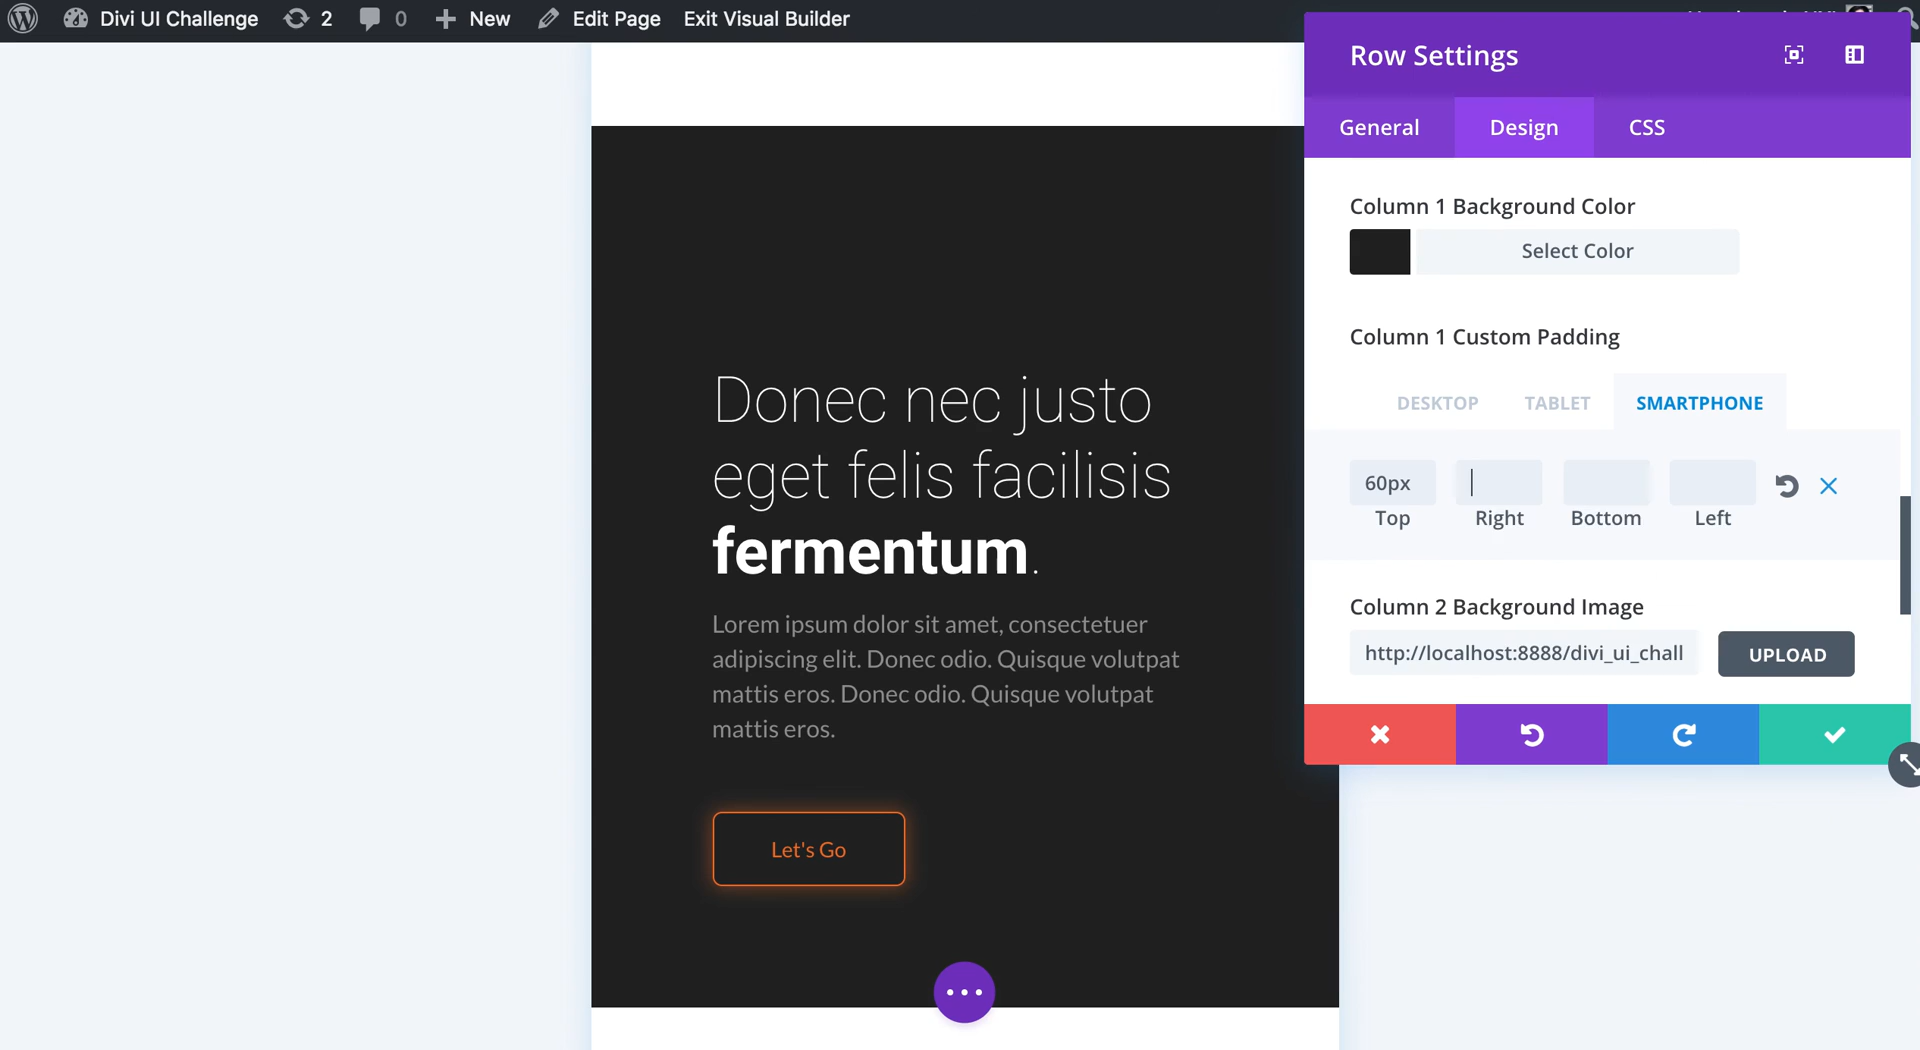 Divi UI Challenge 2 0 New Edit Page Exit Visual Builder
Donec nec justo
eget felis facilisis
fermentum.
Lorem ipsum dolor sit amet, consectetuer
adipiscing elit. Donec odio. Quisque volutpat
mattis eros. Donec odio. Quisque volutpat
mattis eros.
Let's Go
Row Settings
General Design CSS
Column 1 Background Color
Select Color
Column 1 Custom Padding
DESKTOP TABLET SMARTPHONE
60px
Top Right Bottom Left
Column 2 Background Image
http://localhost:8888/divi_ui_chall UPLOAD